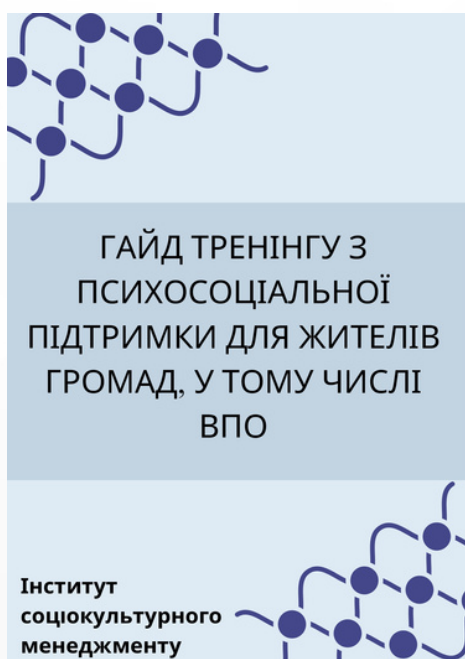 ГАЙД ТРЕНІНГУ З
ПСИХОСОЦІАЛЬНОЇ
ПІДТРИМКИ ДЛЯ ЖИТЕЛІВ
ГРОМАД, У ТОМУ ЧИСЛІ
ВПО
Інститут
соціокультурного
менеджменту